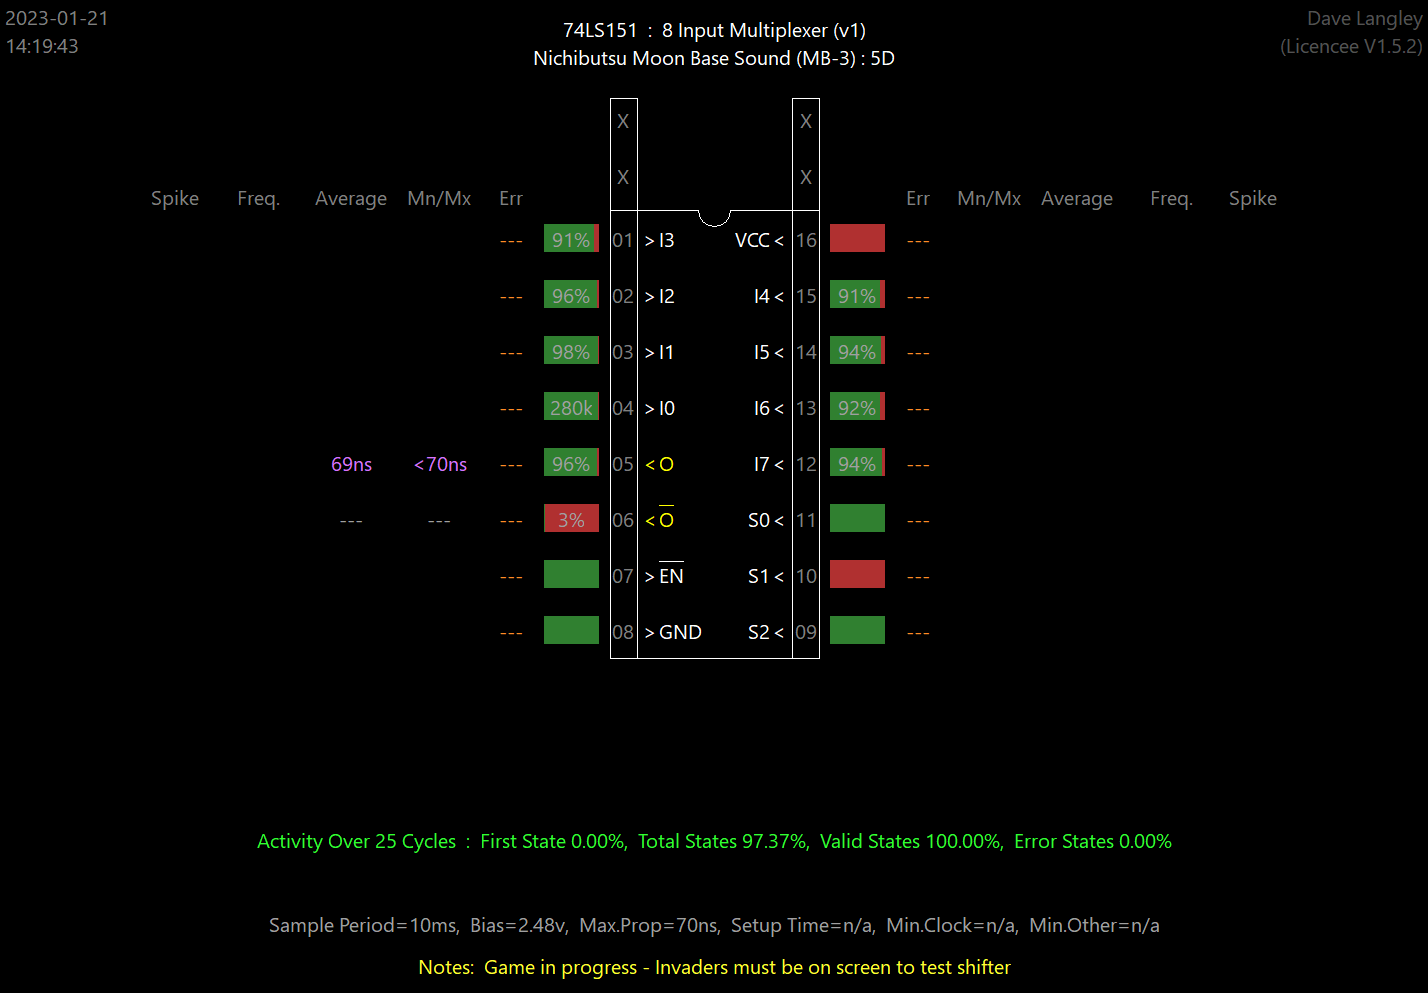 2023-01-21
14:19:43
74LS151 : 8 Input Multiplexer (v1)
Nichibutsu Moon Base Sound (MB-3) : 5D
Dave Langley
(Licencee V1.5.2)
X X
X X
Spike Freq. Average Mn/Mx Err Err Mn/Mx Average Freq. Spike
--- 91% 01 > I3 VCC < 16 ---
--- 96% 02 > I2 I4 < 15 91% ---
--- 98% 03 > I1 I5 < 14 94% ---
--- 280k 04 > I0 I6 < 13 92% ---
69ns <70ns --- 96% 05 < O I7 < 12 94% ---
--- --- --- 3% 06 < O S0 < 11 ---
--- 07 > EN S1 < 10 ---
--- 08 > GND S2 < 09 ---
Activity Over 25 Cycles : First State 0.00%, Total States 97.37%, Valid States 100.00%, Error States 0.00%
Sample Period=10ms, Bias=2.48v, Max.Prop=70ns, Setup Time=n/a, Min.Clock=n/a, Min.Other=n/a
Notes: Game in progress - Invaders must be on screen to test shifter